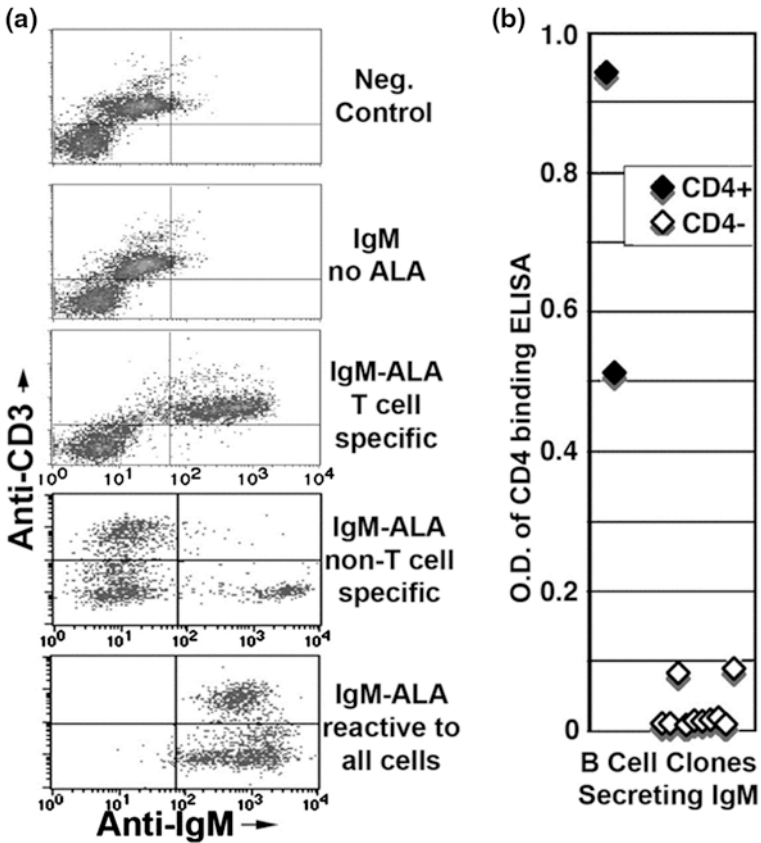 (a)
Neg.
Control
IgM
no ALA
IgM-ALA
T cell
specific
10⁰ 10¹ 10² 10³ 10⁴
IgM-ALA
non-T cell
specific
10⁰ 10¹ 10² 10³ 10⁴
IgM-ALA
reactive to
all cells
10⁰ 10¹ 10² 10³ 10⁴
Anti-CD3 →
Anti-IgM →
(b)
1.0
0.8
0.6
0.4
0.2
0
O.D. of CD4 binding ELISA
CD4+
CD4-
B Cell Clones
Secreting IgM